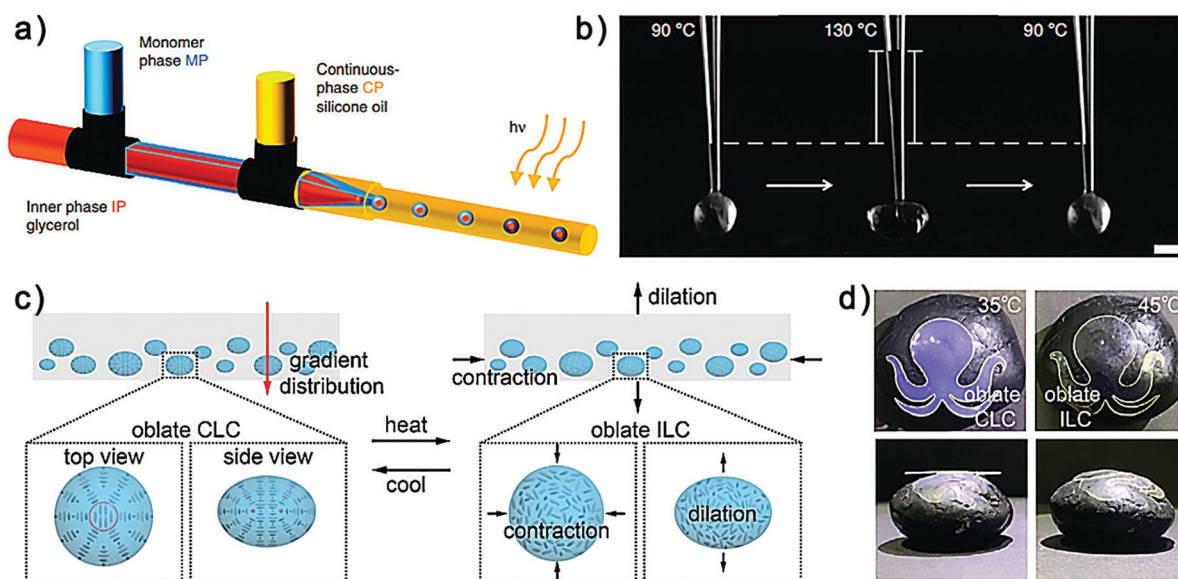 a)
Monomer
phase MP
Continuous-
phase CP
silicone oil
hν
Inner phase IP
glycerol
b)
90 °C
130 °C
90 °C
c)
gradient
distribution
dilation
contraction
oblate CLC
heat
cool
oblate ILC
top view
side view
contraction
dilation
d)
35°C
oblate
CLC
45°C
oblate
ILC